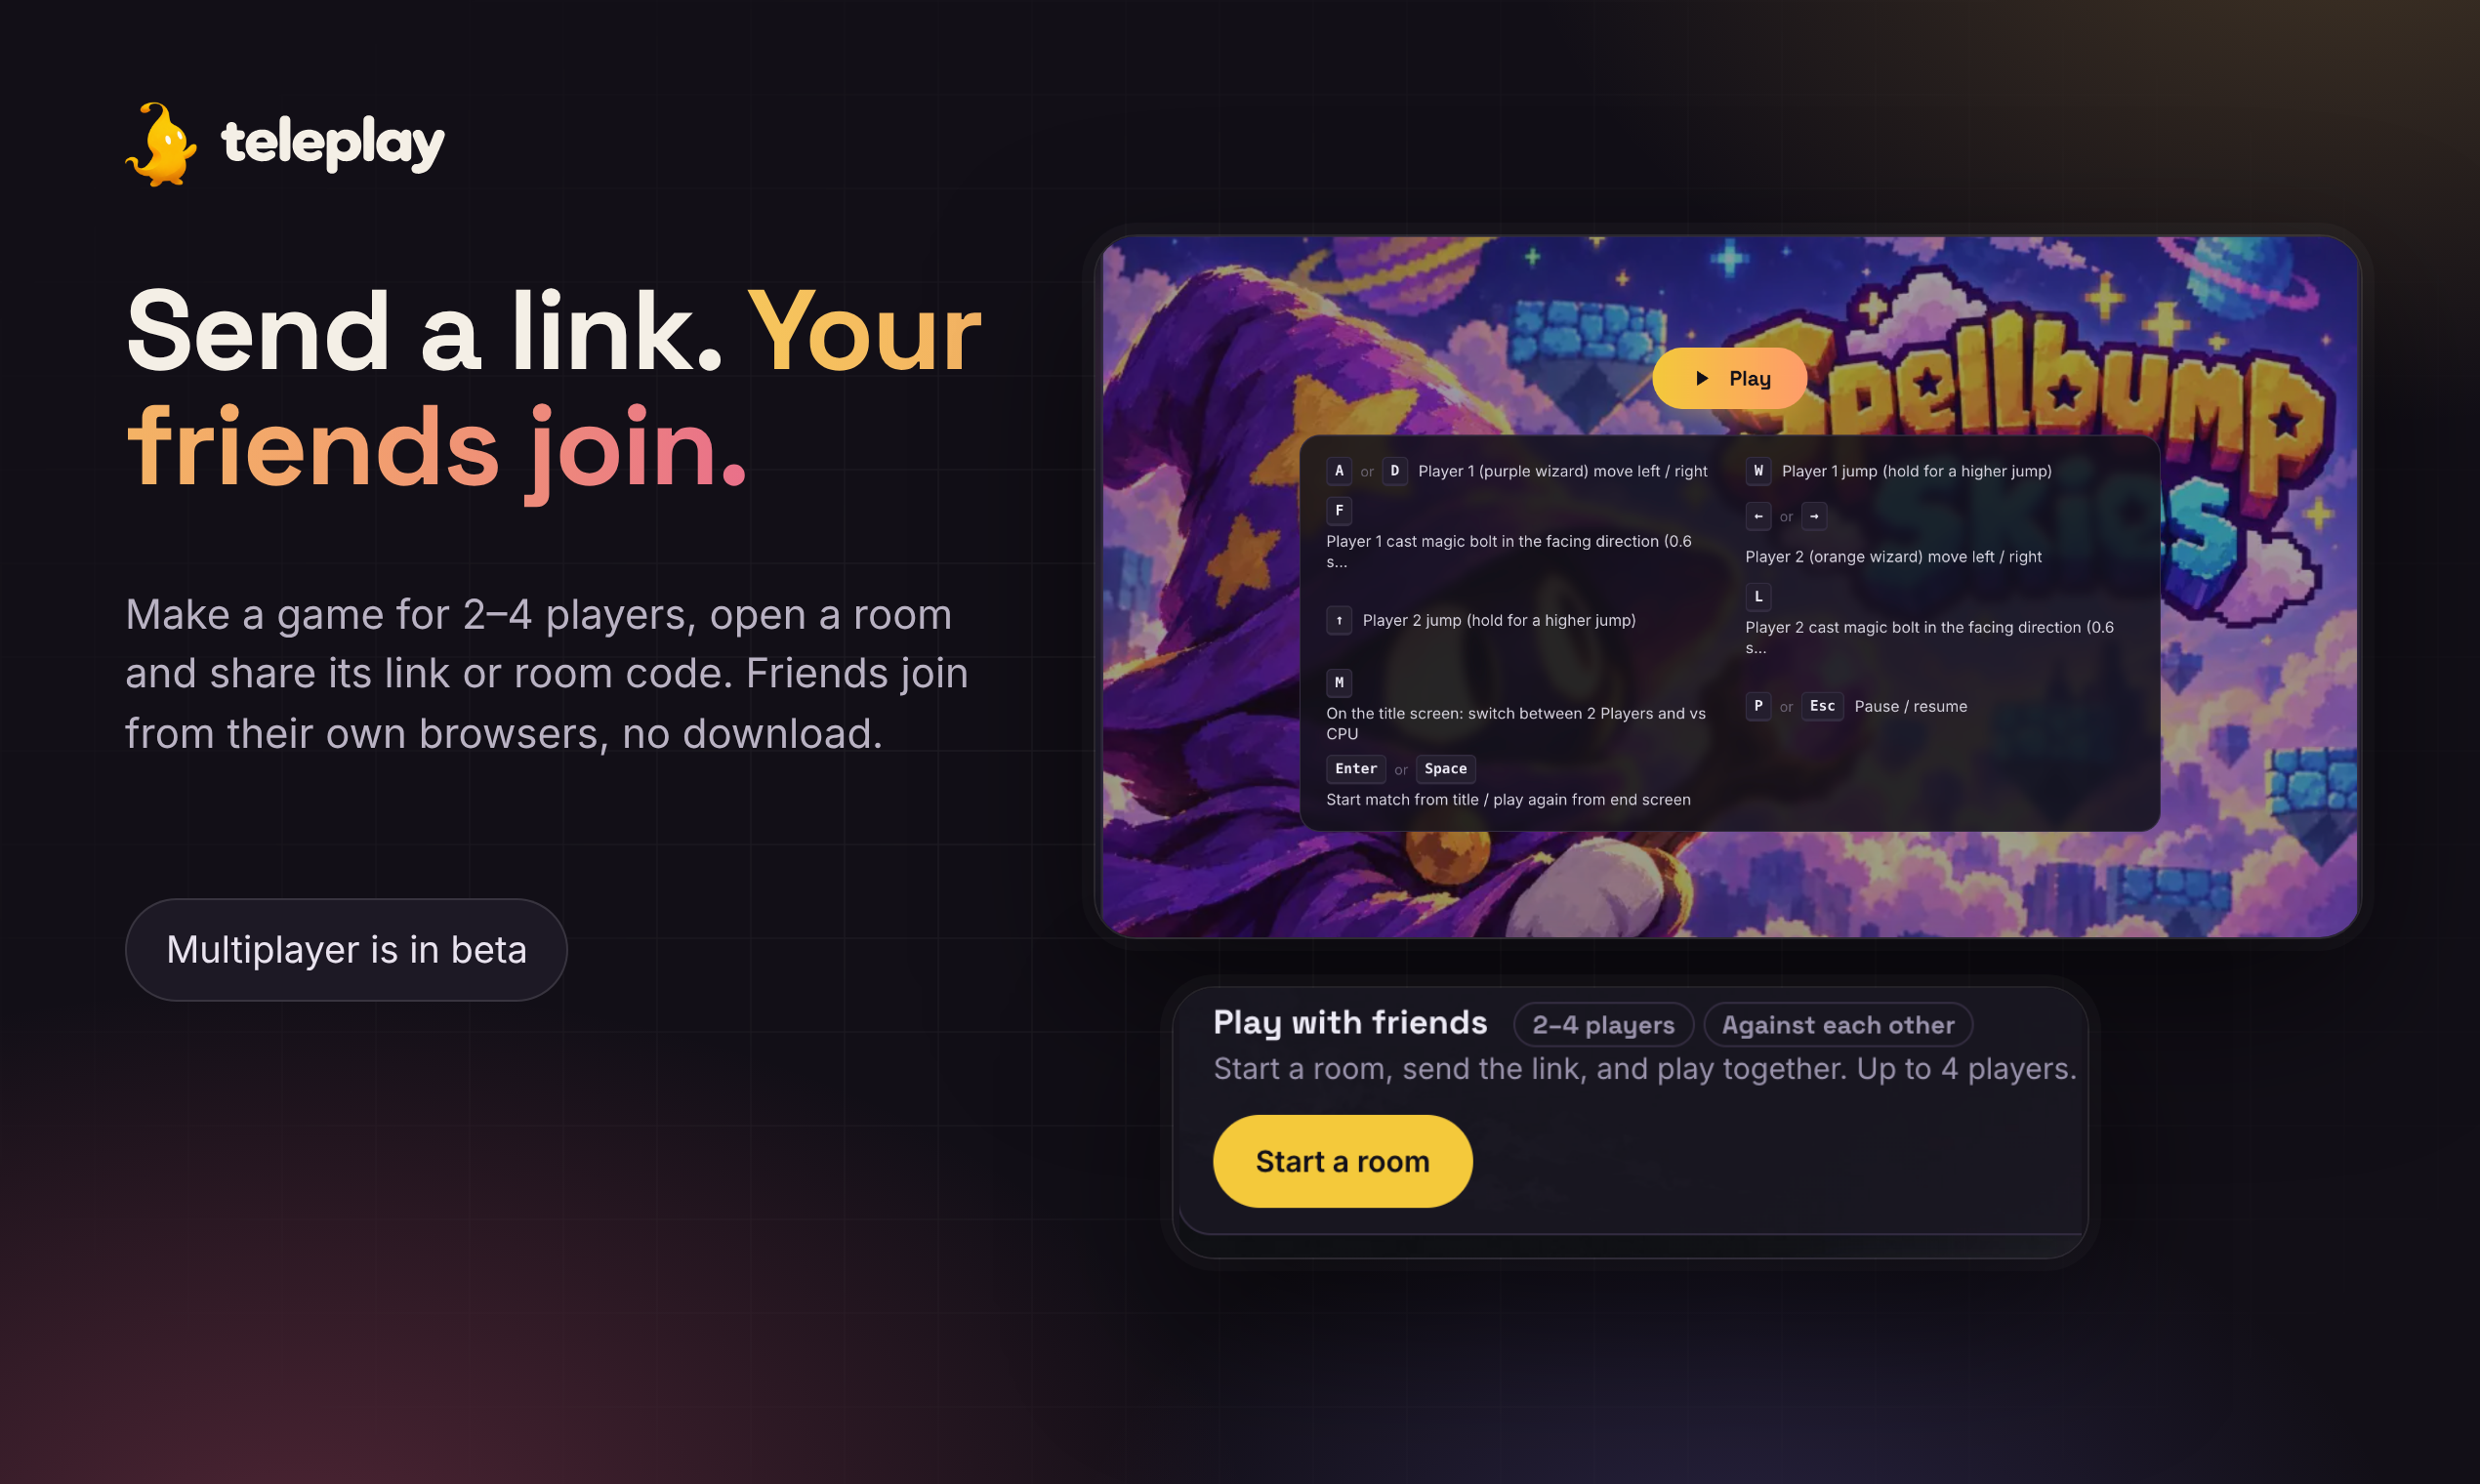 teleplay
Send a link. Your
friends join.
Make a game for 2–4 players, open a room
and share its link or room code. Friends join
from their own browsers, no download.
Multiplayer is in beta
Spellbump
Skies
Play
A or D Player 1 (purple wizard) move left / right
W Player 1 jump (hold for a higher jump)
F
Player 1 cast magic bolt in the facing direction (0.6
s...
← or →
Player 2 (orange wizard) move left / right
↑ Player 2 jump (hold for a higher jump)
L
Player 2 cast magic bolt in the facing direction (0.6
s...
M
On the title screen: switch between 2 Players and vs
CPU
P or Esc Pause / resume
Enter or Space
Start match from title / play again from end screen
Play with friends 2–4 players Against each other
Start a room, send the link, and play together. Up to 4 players.
Start a room